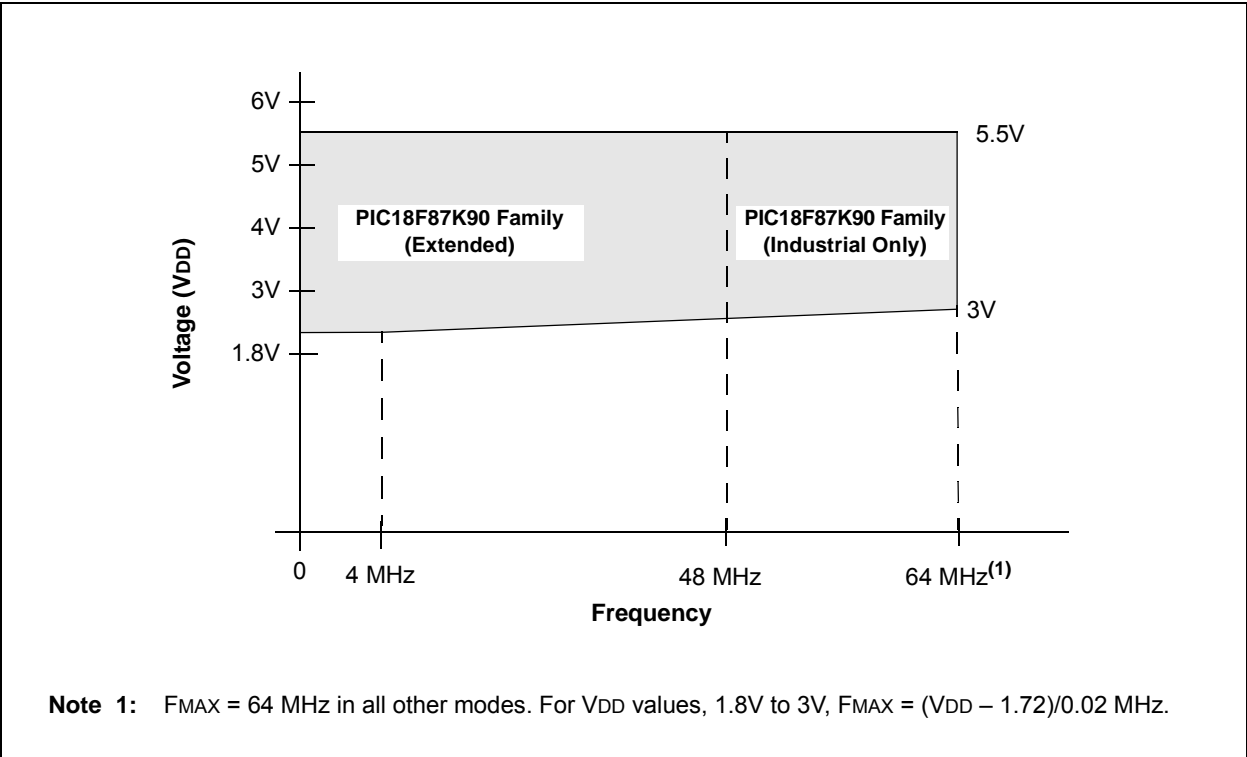 6V
5.5V
5V
PIC18F87K90 Family
(Extended)
PIC18F87K90 Family
(Industrial Only)
4V
Voltage (VDD)
3V
3V
1.8V
0
4 MHz
48 MHz
64 MHz(1)
Frequency
Note 1: FMAX = 64 MHz in all other modes. For VDD values, 1.8V to 3V, FMAX = (VDD – 1.72)/0.02 MHz.